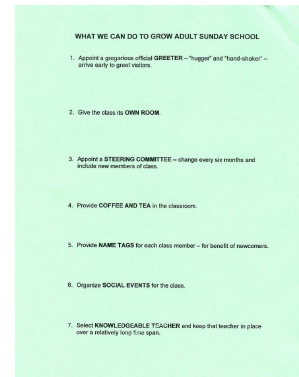 WHAT WE CAN DO TO GROW ADULT SUNDAY SCHOOL
1. Appoint a gregarious official GREETER – "hugger" and "hand-shaker" –
arrive early to greet visitors.
2. Give the class its OWN ROOM.
3. Appoint a STEERING COMMITTEE – change every six months and
include new members of class.
4. Provide COFFEE AND TEA in the classroom.
5. Provide NAME TAGS for each class member – for benefit of newcomers.
6. Organize SOCIAL EVENTS for the class.
7. Select KNOWLEDGEABLE TEACHER and keep that teacher in place
over a relatively long time span.